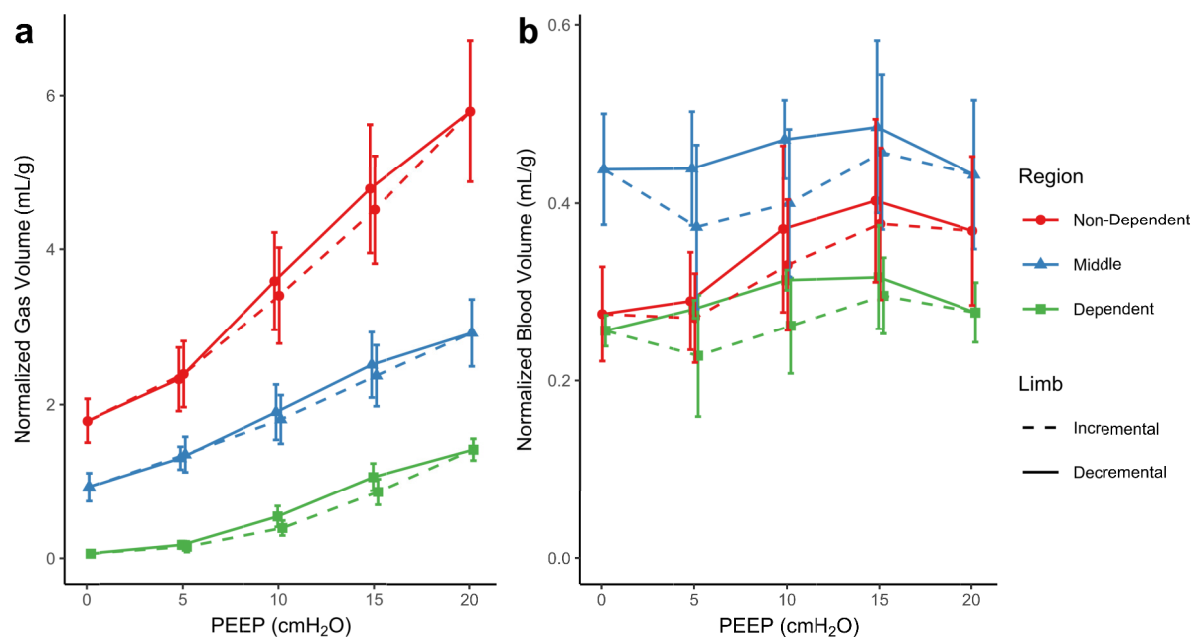 a
Normalized Gas Volume (mL/g)
6
4
2
0
0 5 10 15 20
PEEP (cmH₂O)
b
Normalized Blood Volume (mL/g)
0.6
0.4
0.2
0.0
0 5 10 15 20
PEEP (cmH₂O)
Region
Non-Dependent
Middle
Dependent
Limb
Incremental
Decremental